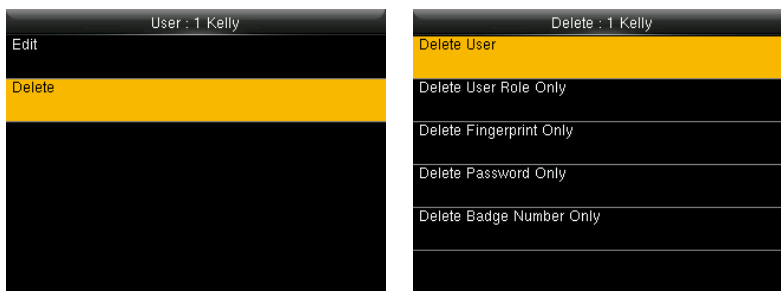 User : 1 Kelly
Edit
Delete
Delete : 1 Kelly
Delete User
Delete User Role Only
Delete Fingerprint Only
Delete Password Only
Delete Badge Number Only